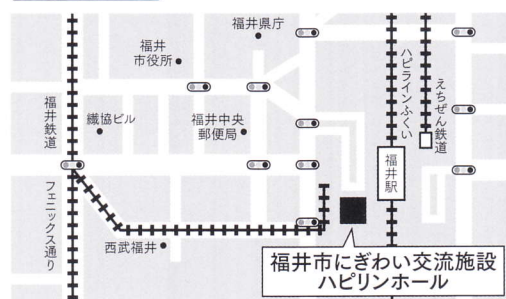 福井県庁
福井
市役所
ハピラインふくい
えちぜん鉄道
福井鉄道
繊協ビル
福井中央
郵便局
福井駅
フェニックス通り
西武福井
福井市にぎわい交流施設
ハピリンホール